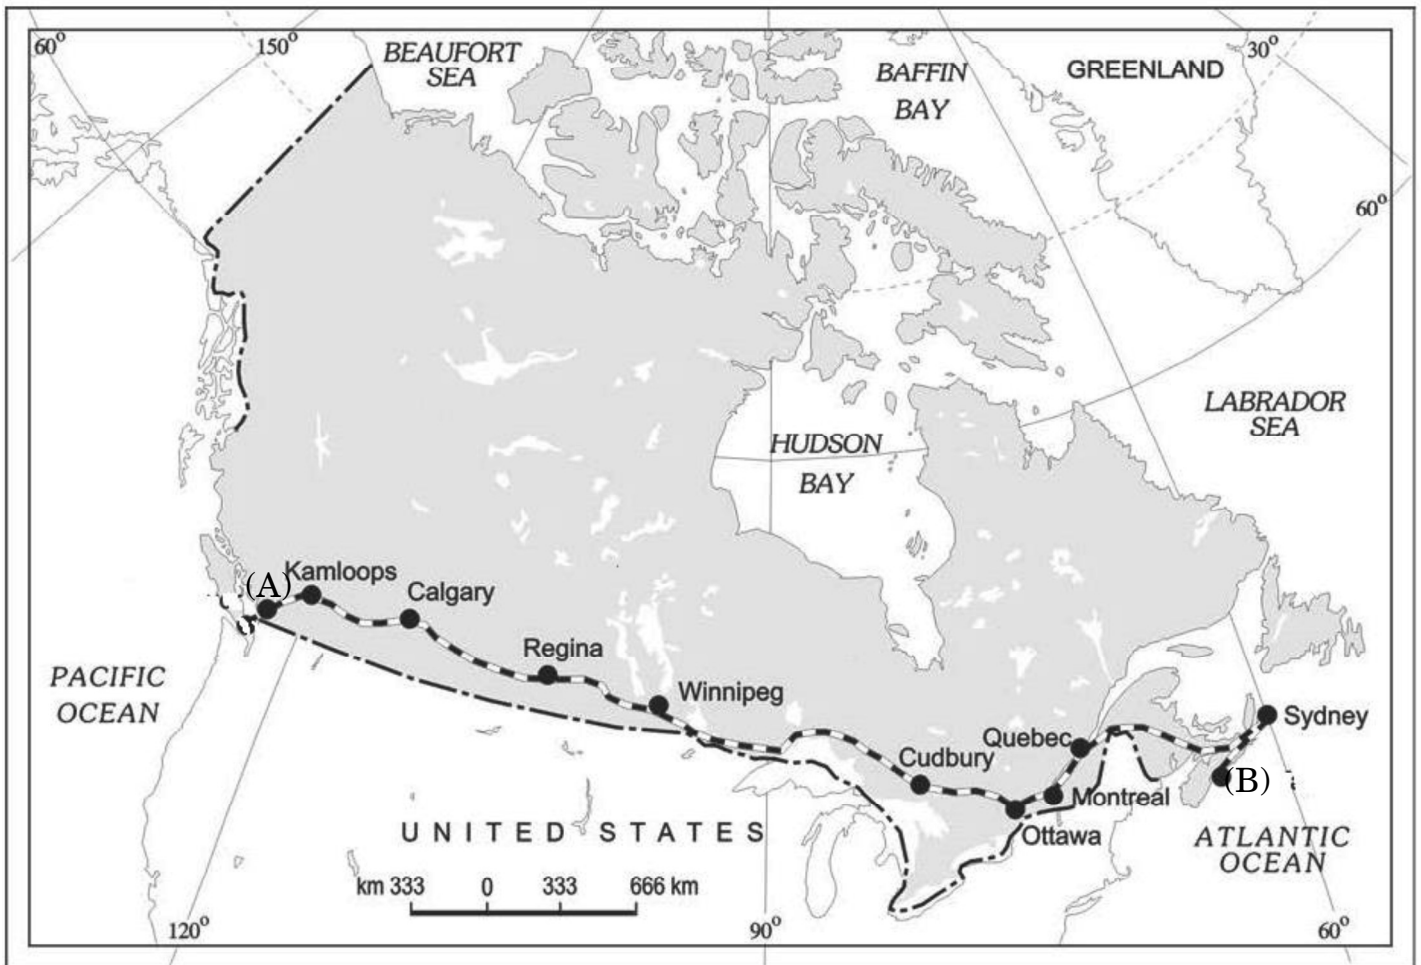 60°
150°
BEAUFORT
SEA
BAFFIN
BAY
GREENLAND
30°
60°
LABRADOR
SEA
HUDSON
BAY
(A)
Kamloops
Calgary
Regina
Winnipeg
PACIFIC
OCEAN
Quebec
Cudbury
Sydney
(B)
Montreal
Ottawa
UNITED STATES
ATLANTIC
OCEAN
km 333 0 333 666 km
120°
90°
60°